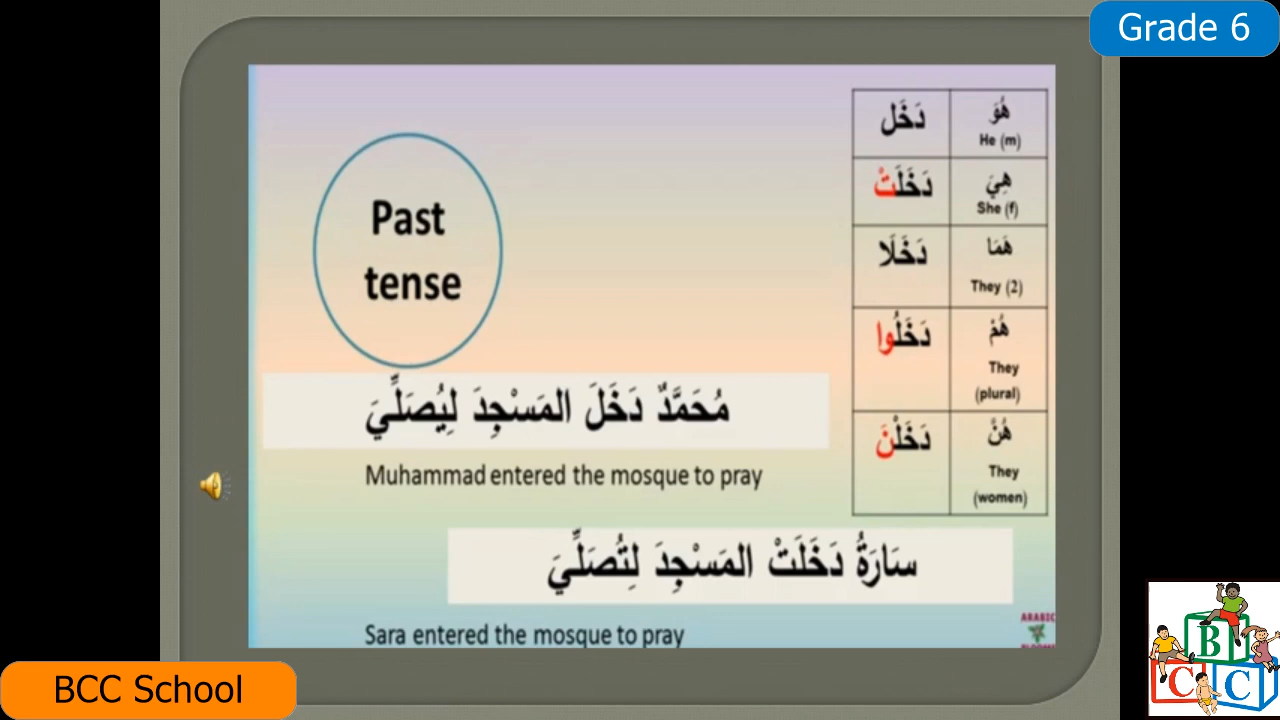 Grade 6
Past
tense
هُوَ دَخَل
He (m)
هِيَ دَخَلَتْ
She (f)
هَمَا دَخَلَا
They (2)
هُمْ دَخَلُوا
They
(plural)
هُنَّ دَخَلْنَ
They
(women)
مُحَمَّدٌ دَخَلَ المَسْجِدَ لِيُصَلِّيَ
Muhammad entered the mosque to pray
سَارَةُ دَخَلَتْ المَسْجِدَ لِتُصَلِّيَ
Sara entered the mosque to pray
ARABIC
BCC School
B
C C